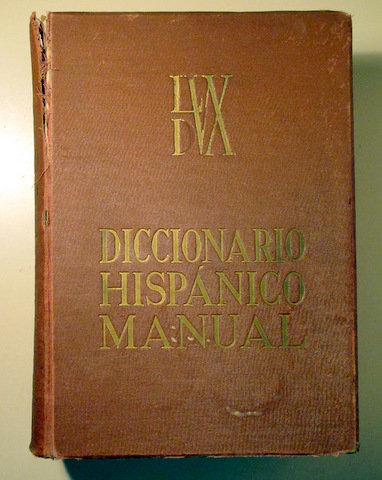 LVX
DVX
DICCIONARIO
HISPÁNICO
MANUAL